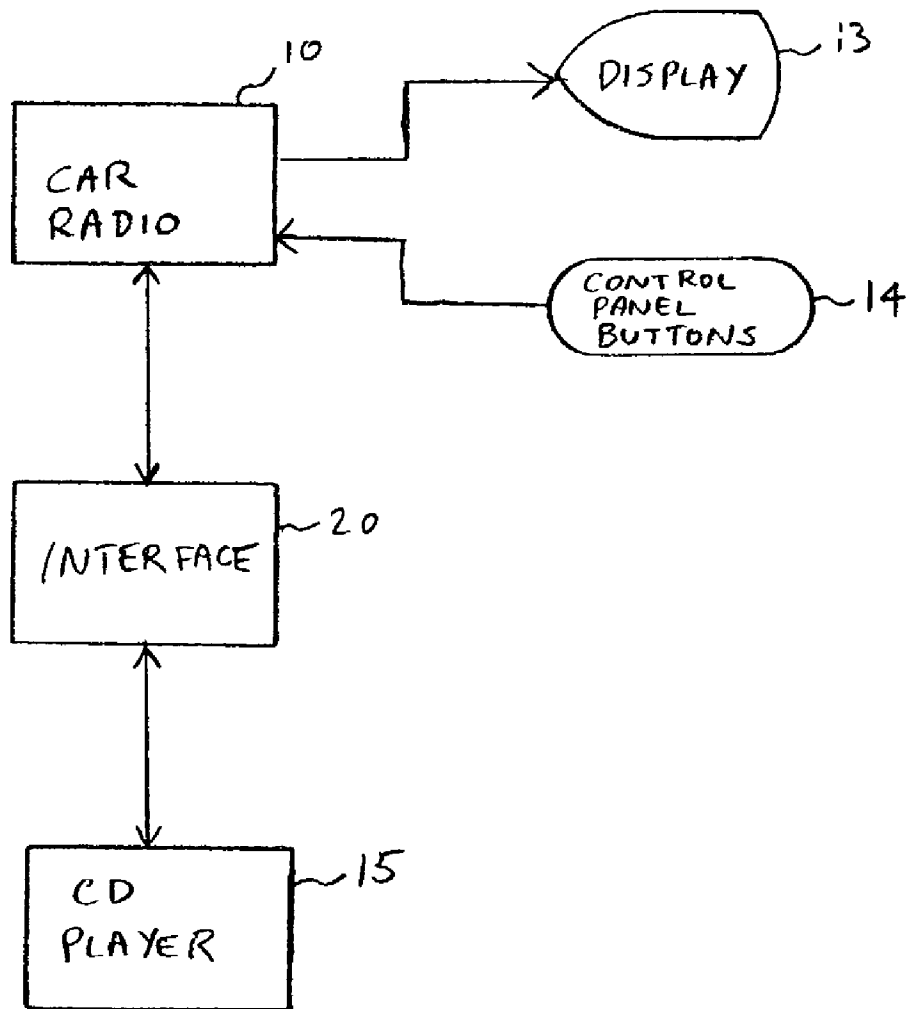 10
13
DISPLAY
CAR
RADIO
CONTROL
PANEL
BUTTONS
14
20
INTERFACE
15
CD
PLAYER